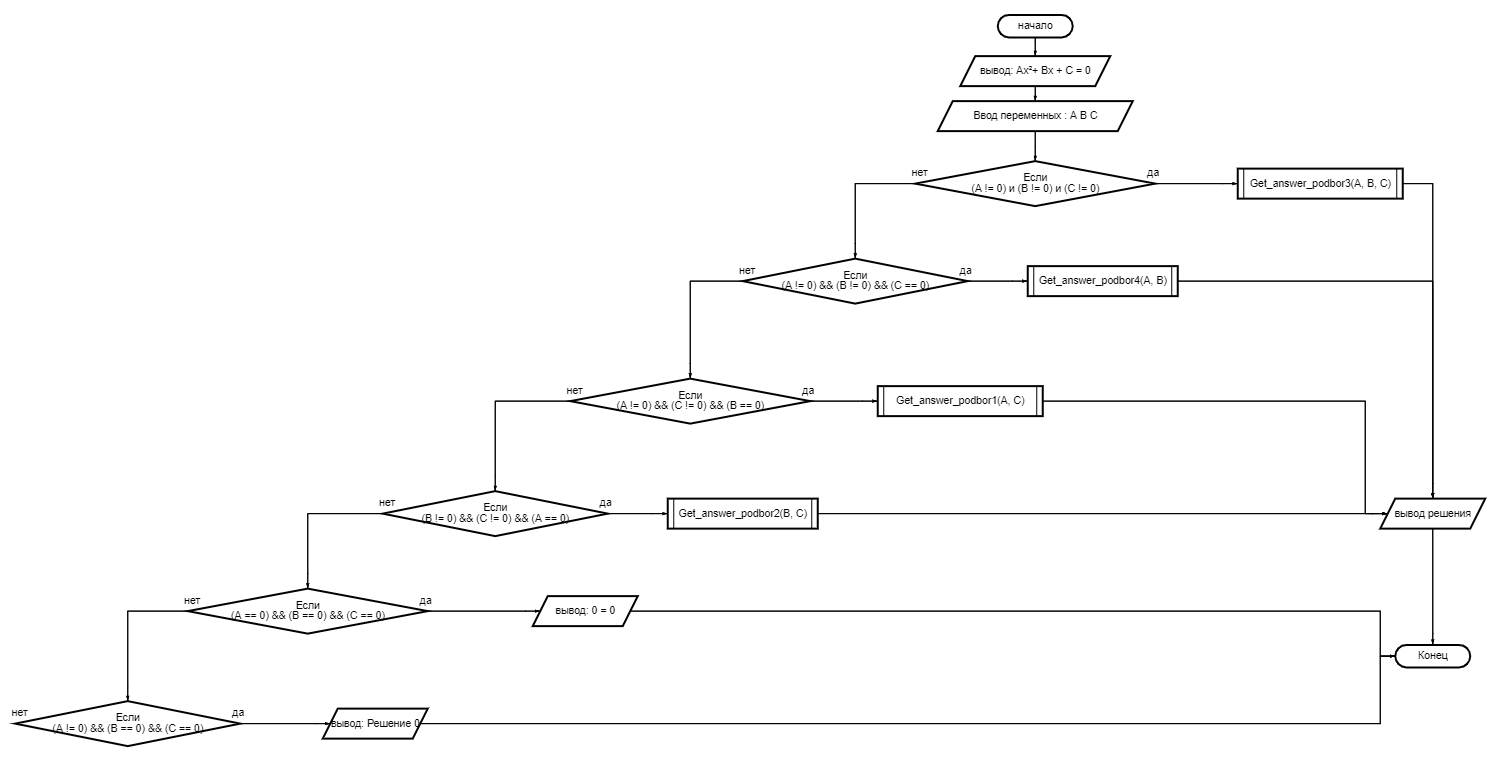 начало
вывод: Ax²+ Bx + C = 0
Ввод переменных : A B C
нет
Если
(A != 0) и (B != 0) и (C != 0)
да
Get_answer_podbor3(A, B, C)
нет
Если
(A != 0) && (B != 0) && (C == 0)
да
Get_answer_podbor4(A, B)
нет
Если
(A != 0) && (C != 0) && (B == 0)
да
Get_answer_podbor1(A, C)
нет
Если
(B != 0) && (C != 0) && (A == 0)
да
Get_answer_podbor2(B, C)
вывод решения
нет
Если
(A == 0) && (B == 0) && (C == 0)
да
вывод: 0 = 0
Конец
нет
Если
(A != 0) && (B == 0) && (C == 0)
да
вывод: Решение 0